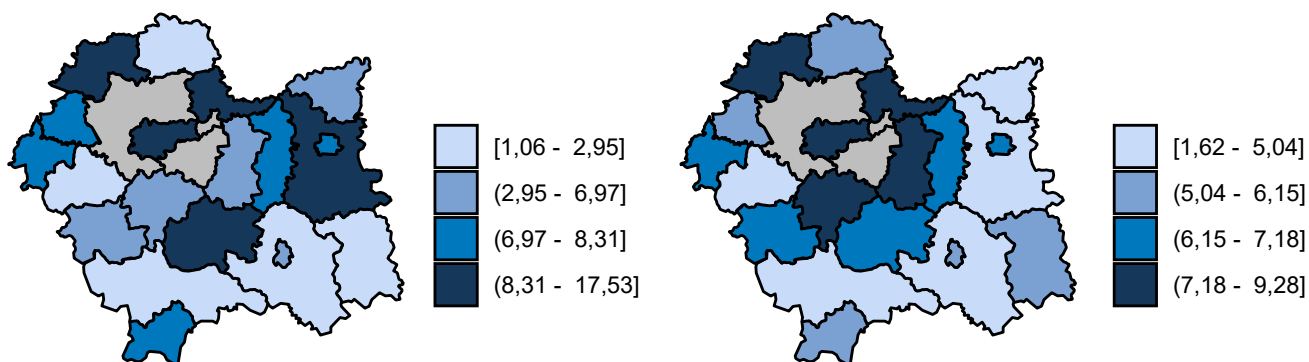 [1,06 - 2,95]
(2,95 - 6,97]
(6,97 - 8,31]
(8,31 - 17,53]
[1,62 - 5,04]
(5,04 - 6,15]
(6,15 - 7,18]
(7,18 - 9,28]